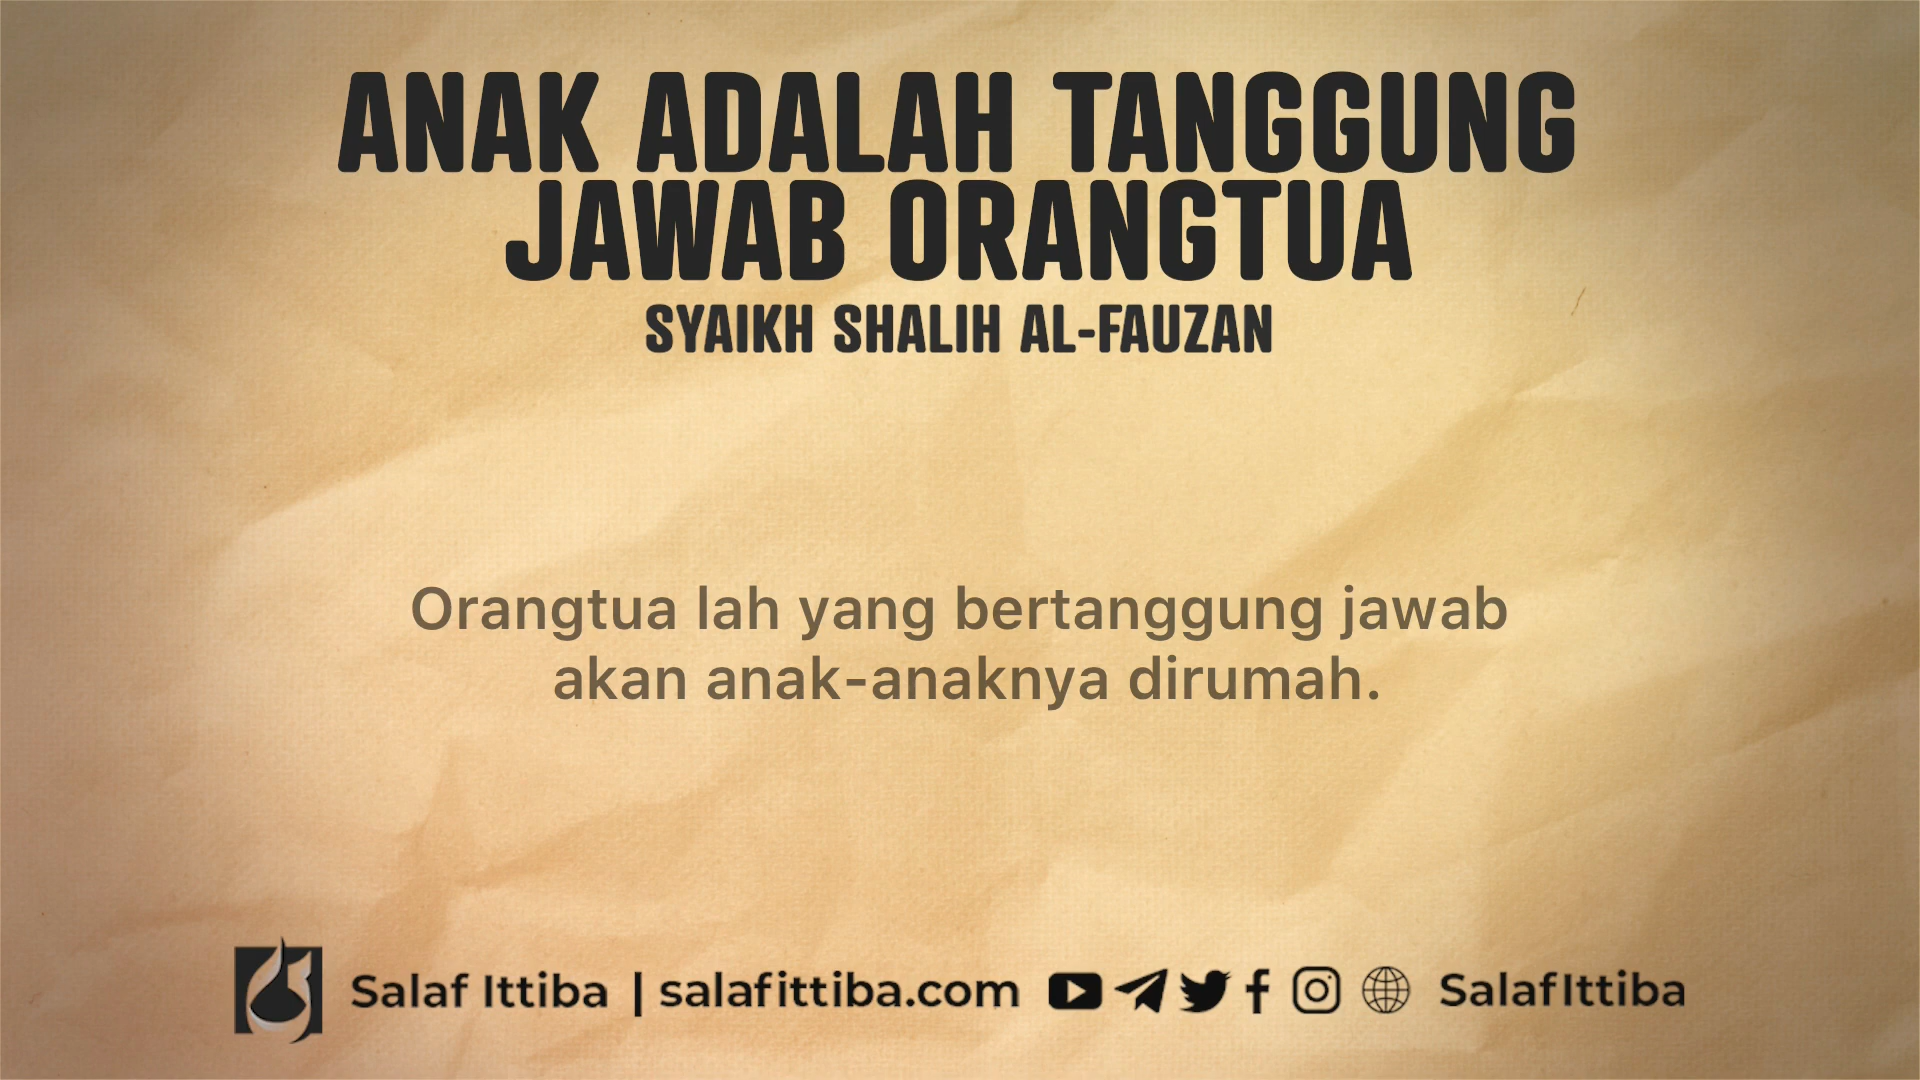 ANAK ADALAH TANGGUNG
JAWAB ORANGTUA
SYAIKH SHALIH AL-FAUZAN
Orangtua lah yang bertanggung jawab
akan anak-anaknya dirumah.
Salaf Ittiba | salafittiba.com SalafIttiba